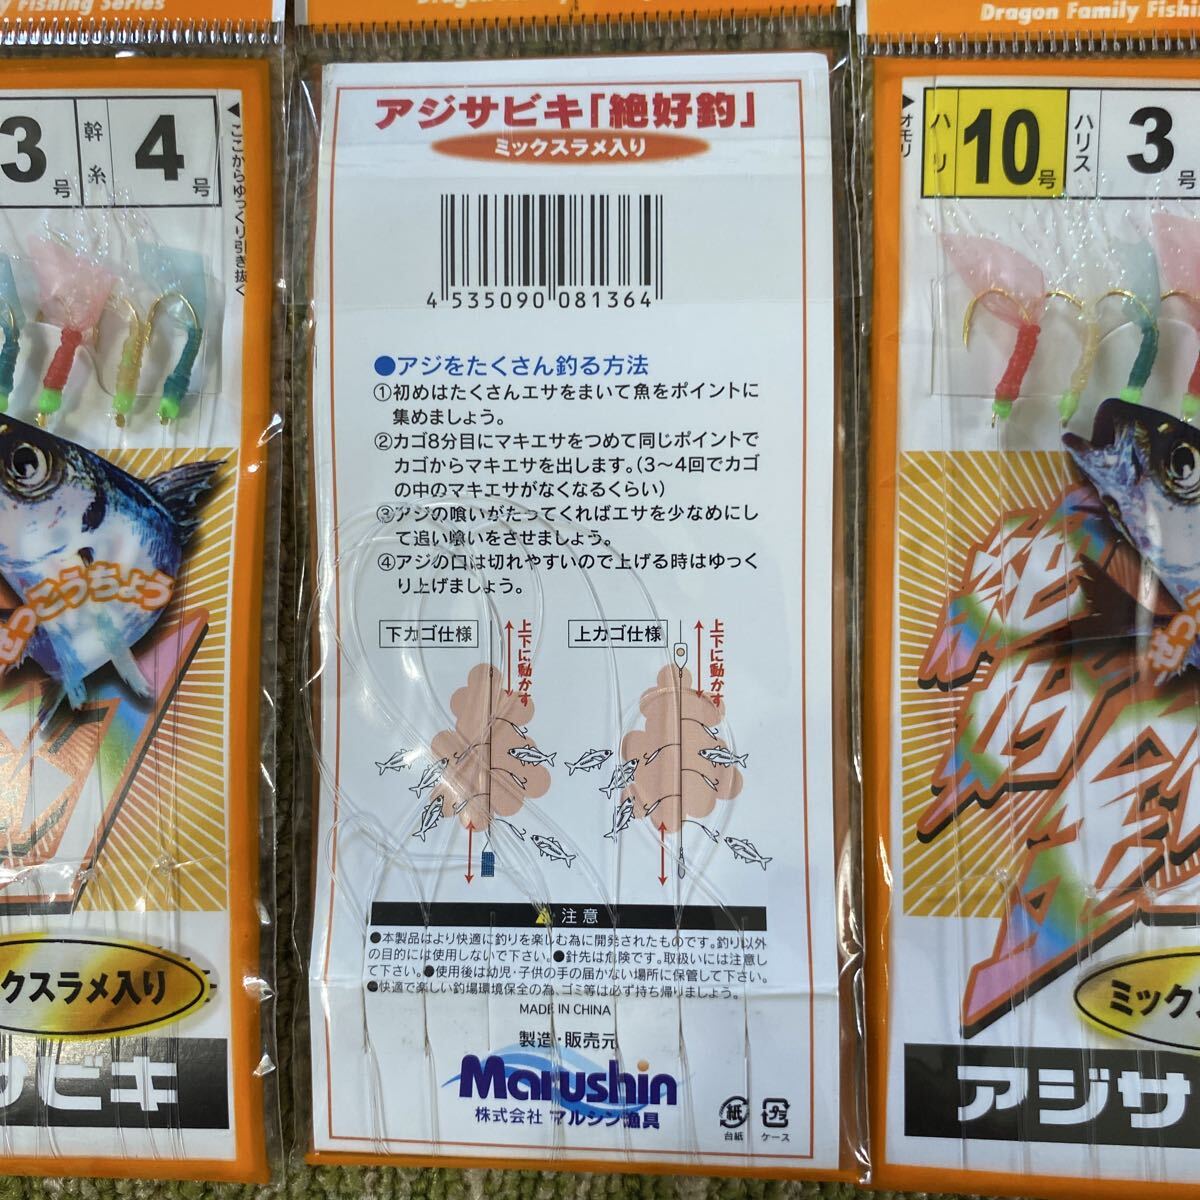 y Fishing Series
Dragon Family Fishin
3号
幹糸
4号
◀ここからゆっくり引き抜く
ぜっこうちょう
クスラメ入り
サビキ
アジサビキ「絶好釣」
ミックスラメ入り
4 535090 081364
●アジをたくさん釣る方法
①初めはたくさんエサをまいて魚をポイントに
集めましょう。
②カゴ8分目にマキエサをつめて同じポイントで
カゴからマキエサを出します。(3〜4回でカゴ
の中のマキエサがなくなるくらい)
③アジの喰いがたってくればエサを少なめにし
て追い喰いをさせましょう。
④アジの口は切れやすいので上げる時はゆっく
り上げましょう。
下カゴ仕様
上下に動かす
上カゴ仕様
上下に動かす
注意
●本製品はより快適に釣りを楽しむ為に開発されたものです。釣り以外
の目的には使用しないで下さい。●針先は危険です。取扱いには注意し
て下さい。●使用後は幼児・子供の手の届かない場所に保管して下さい。
●快適で楽しい釣場環境保全の為、ゴミ等は必ず持ち帰りましょう。
MADE IN CHINA
製造・販売元
Marushin
株式会社 マルシン漁具
紙
台紙
プラ
ケース
◀オモリ
ハリ
10号
ハリス
3号
絶好
ぜっ
ミックス
アジサ